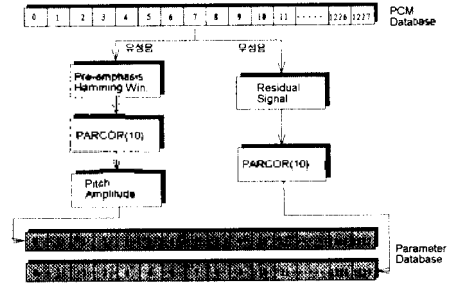 0 1 2 3 4 5 6 7 8 9 10 11 ..... 1226 1227
PCM
Database
유성음
무성음
Pre-emphasis
Hamming Win.
Residual
Signal
PARCOR(10)
PARCOR(10)
Pitch
Amplitude
Parameter
Database